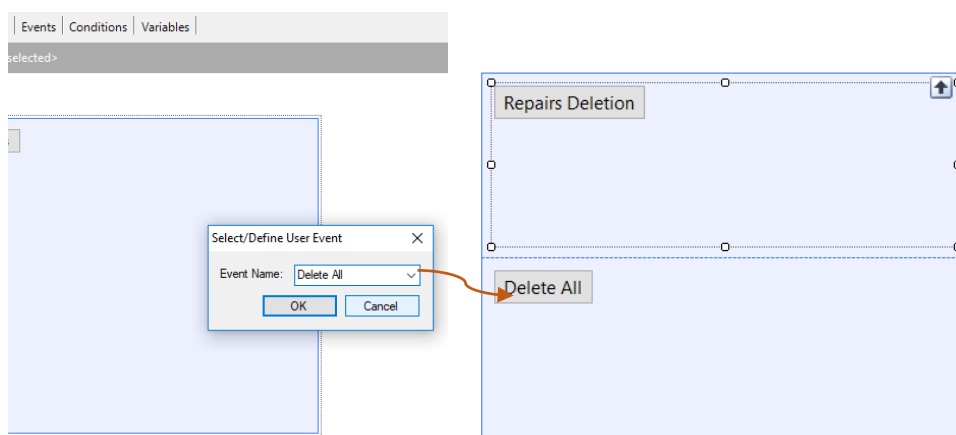 Events Conditions Variables
selected>
Select/Define User Event
Event Name: Delete All
OK Cancel
Repairs Deletion
Delete All